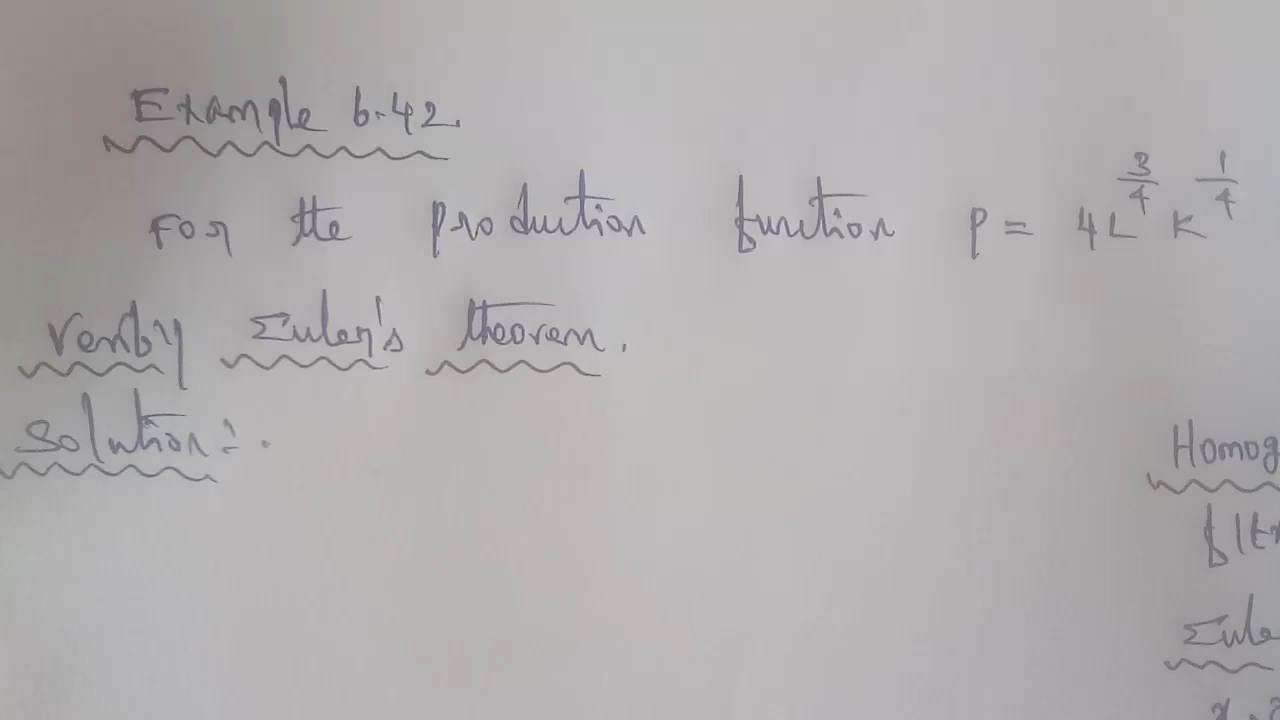 Example 6.42.
For the production function P = 4L^{3/4} K^{1/4}
Verify Euler's theorem.
Solution:-
Homog
f(t
Eule